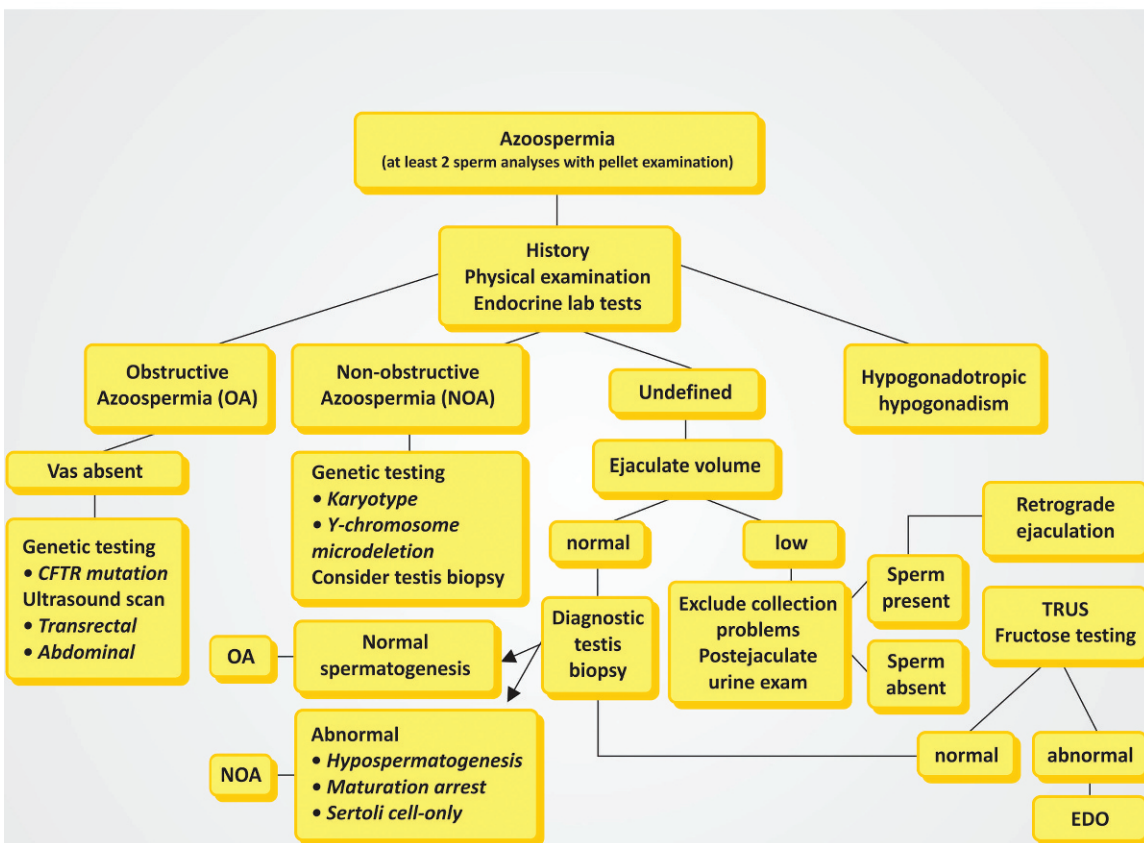 Azoospermia
(at least 2 sperm analyses with pellet examination)
History
Physical examination
Endocrine lab tests
Obstructive
Azoospermia (OA)
Non-obstructive
Azoospermia (NOA)
Undefined
Hypogonadotropic
hypogonadism
Vas absent
Genetic testing
• CFTR mutation
Ultrasound scan
• Transrectal
• Abdominal
Genetic testing
• Karyotype
• Y-chromosome
microdeletion
Consider testis biopsy
Ejaculate volume
normal
low
Diagnostic
testis
biopsy
Exclude collection
problems
Postejaculate
urine exam
Sperm
present
Sperm
absent
Retrograde
ejaculation
TRUS
Fructose testing
OA
Normal
spermatogenesis
NOA
Abnormal
• Hypospermatogenesis
• Maturation arrest
• Sertoli cell-only
normal
abnormal
EDO